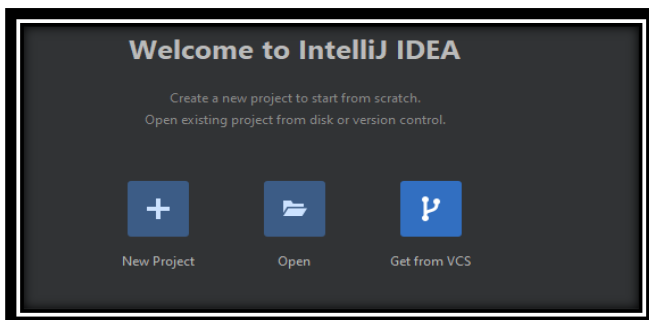 Welcome to IntelliJ IDEA
Create a new project to start from scratch.
Open existing project from disk or version control.
New Project
Open
Get from VCS